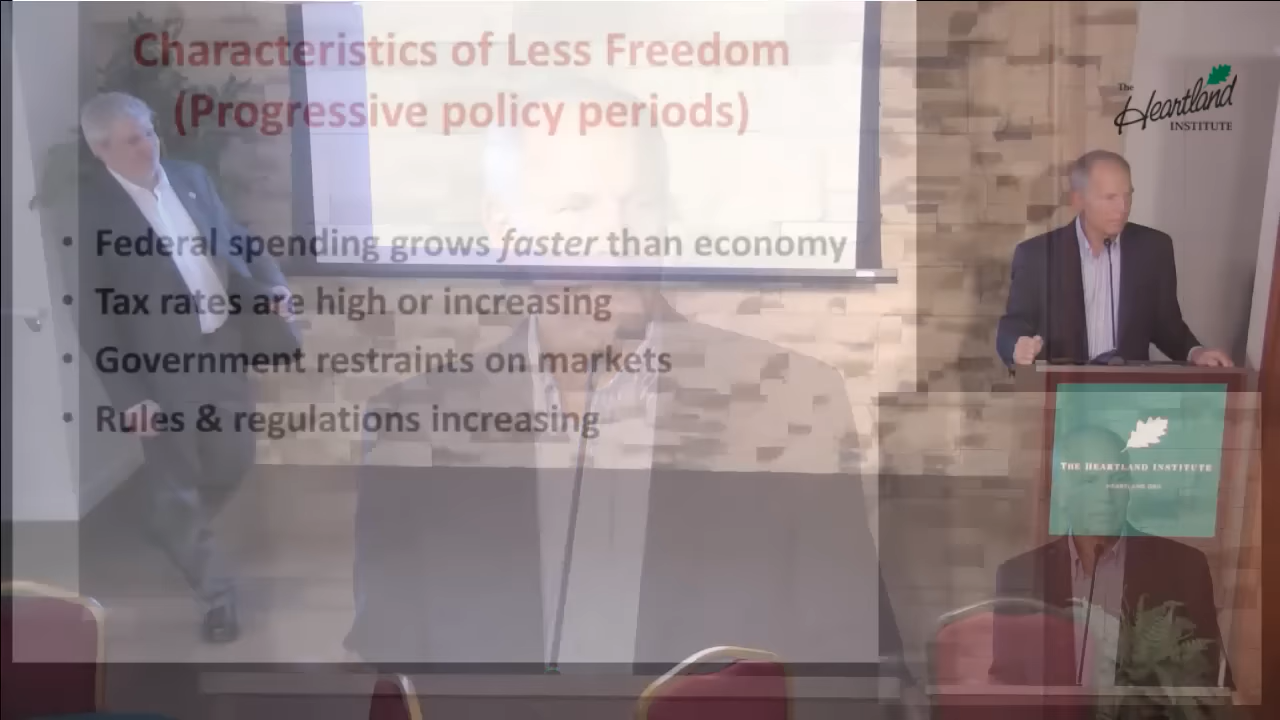 Characteristics of Less Freedom
(Progressive policy periods)
• Federal spending grows faster than economy
• Tax rates are high or increasing
• Government restraints on markets
• Rules & regulations increasing
The
Heartland
INSTITUTE
THE HEARTLAND INSTITUTE